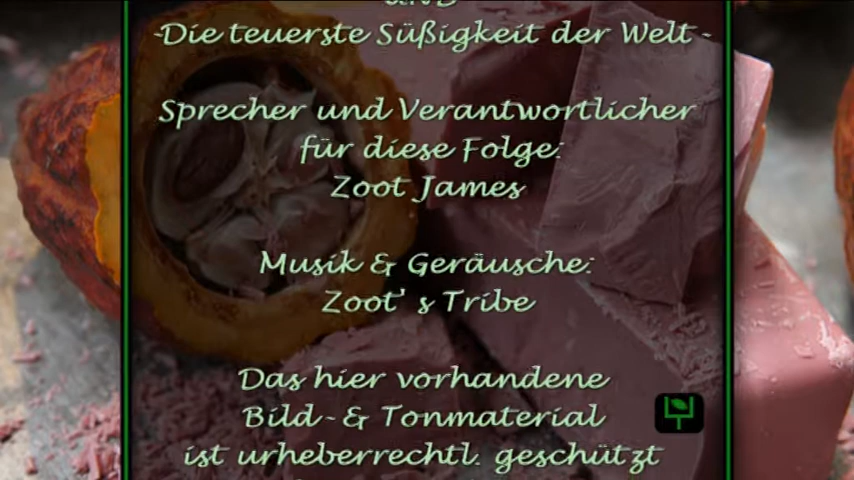 und
-Die teuerste Süßigkeit der Welt-
Sprecher und Verantwortlicher
für diese Folge:
Zoot James
Musik & Geräusche:
Zoot's Tribe
Das hier vorhandene
Bild-& Tonmaterial
ist urheberrechtl. geschützt